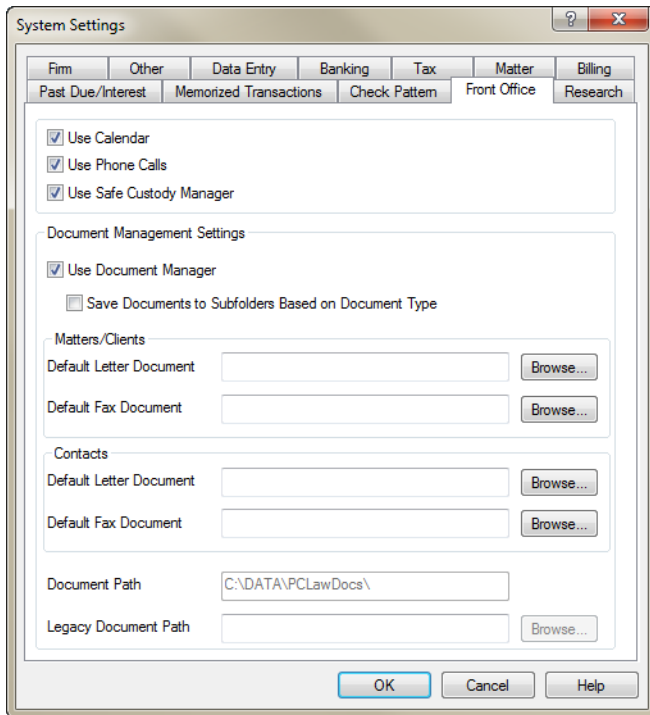 System Settings
Firm Other Data Entry Banking Tax Matter Billing
Past Due/Interest Memorized Transactions Check Pattern Front Office Research
Use Calendar
Use Phone Calls
Use Safe Custody Manager
Document Management Settings
Use Document Manager
Save Documents to Subfolders Based on Document Type
Matters/Clients
Default Letter Document Browse...
Default Fax Document Browse...
Contacts
Default Letter Document Browse...
Default Fax Document Browse...
Document Path C:\DATA\PCLawDocs\
Legacy Document Path Browse...
OK Cancel Help